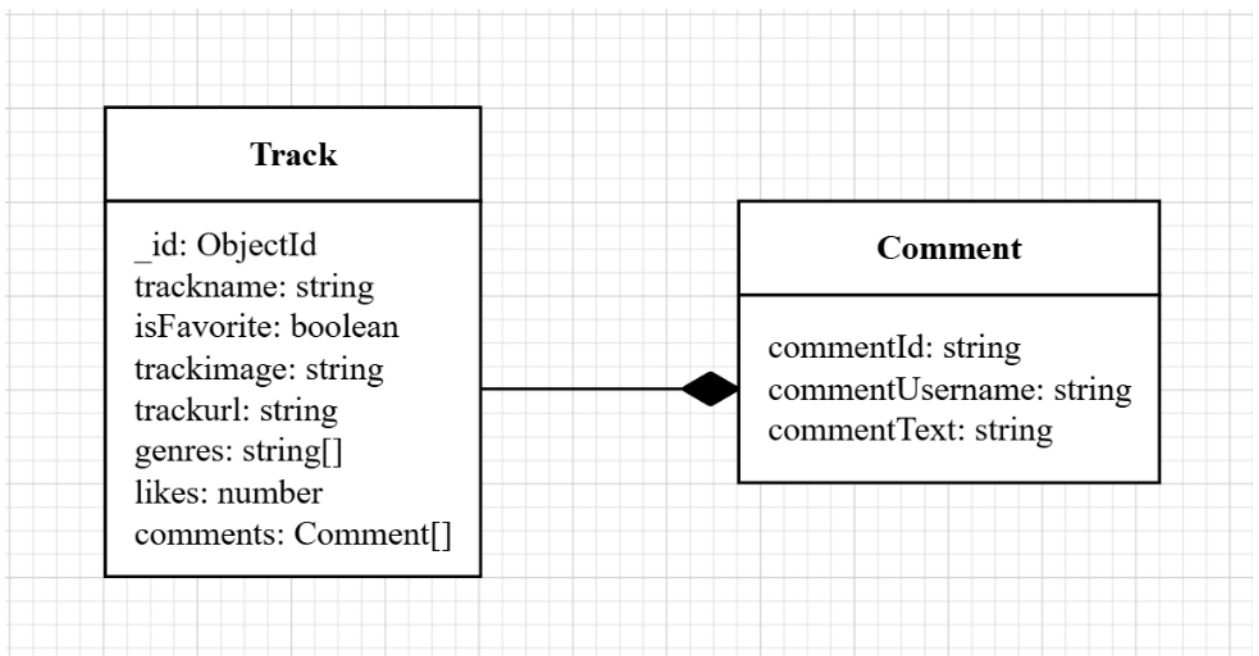 Track
_id: ObjectId
trackname: string
isFavorite: boolean
trackimage: string
trackurl: string
genres: string[]
likes: number
comments: Comment[]
Comment
commentId: string
commentUsername: string
commentText: string